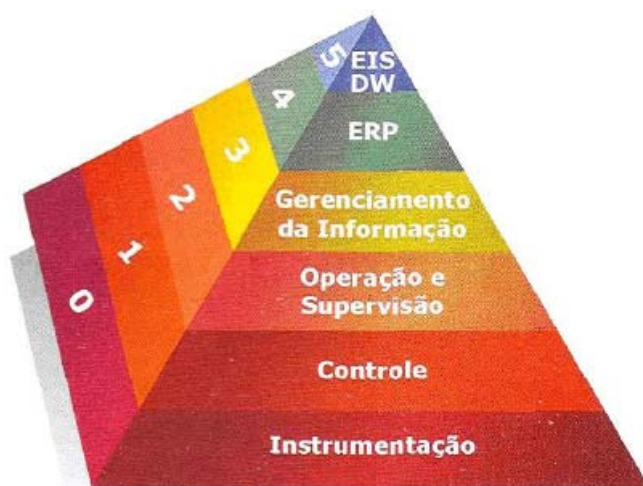 5
EIS
DW
4
ERP
3
Gerenciamento
da Informação
2
Operação e
Supervisão
1
Controle
0
Instrumentação